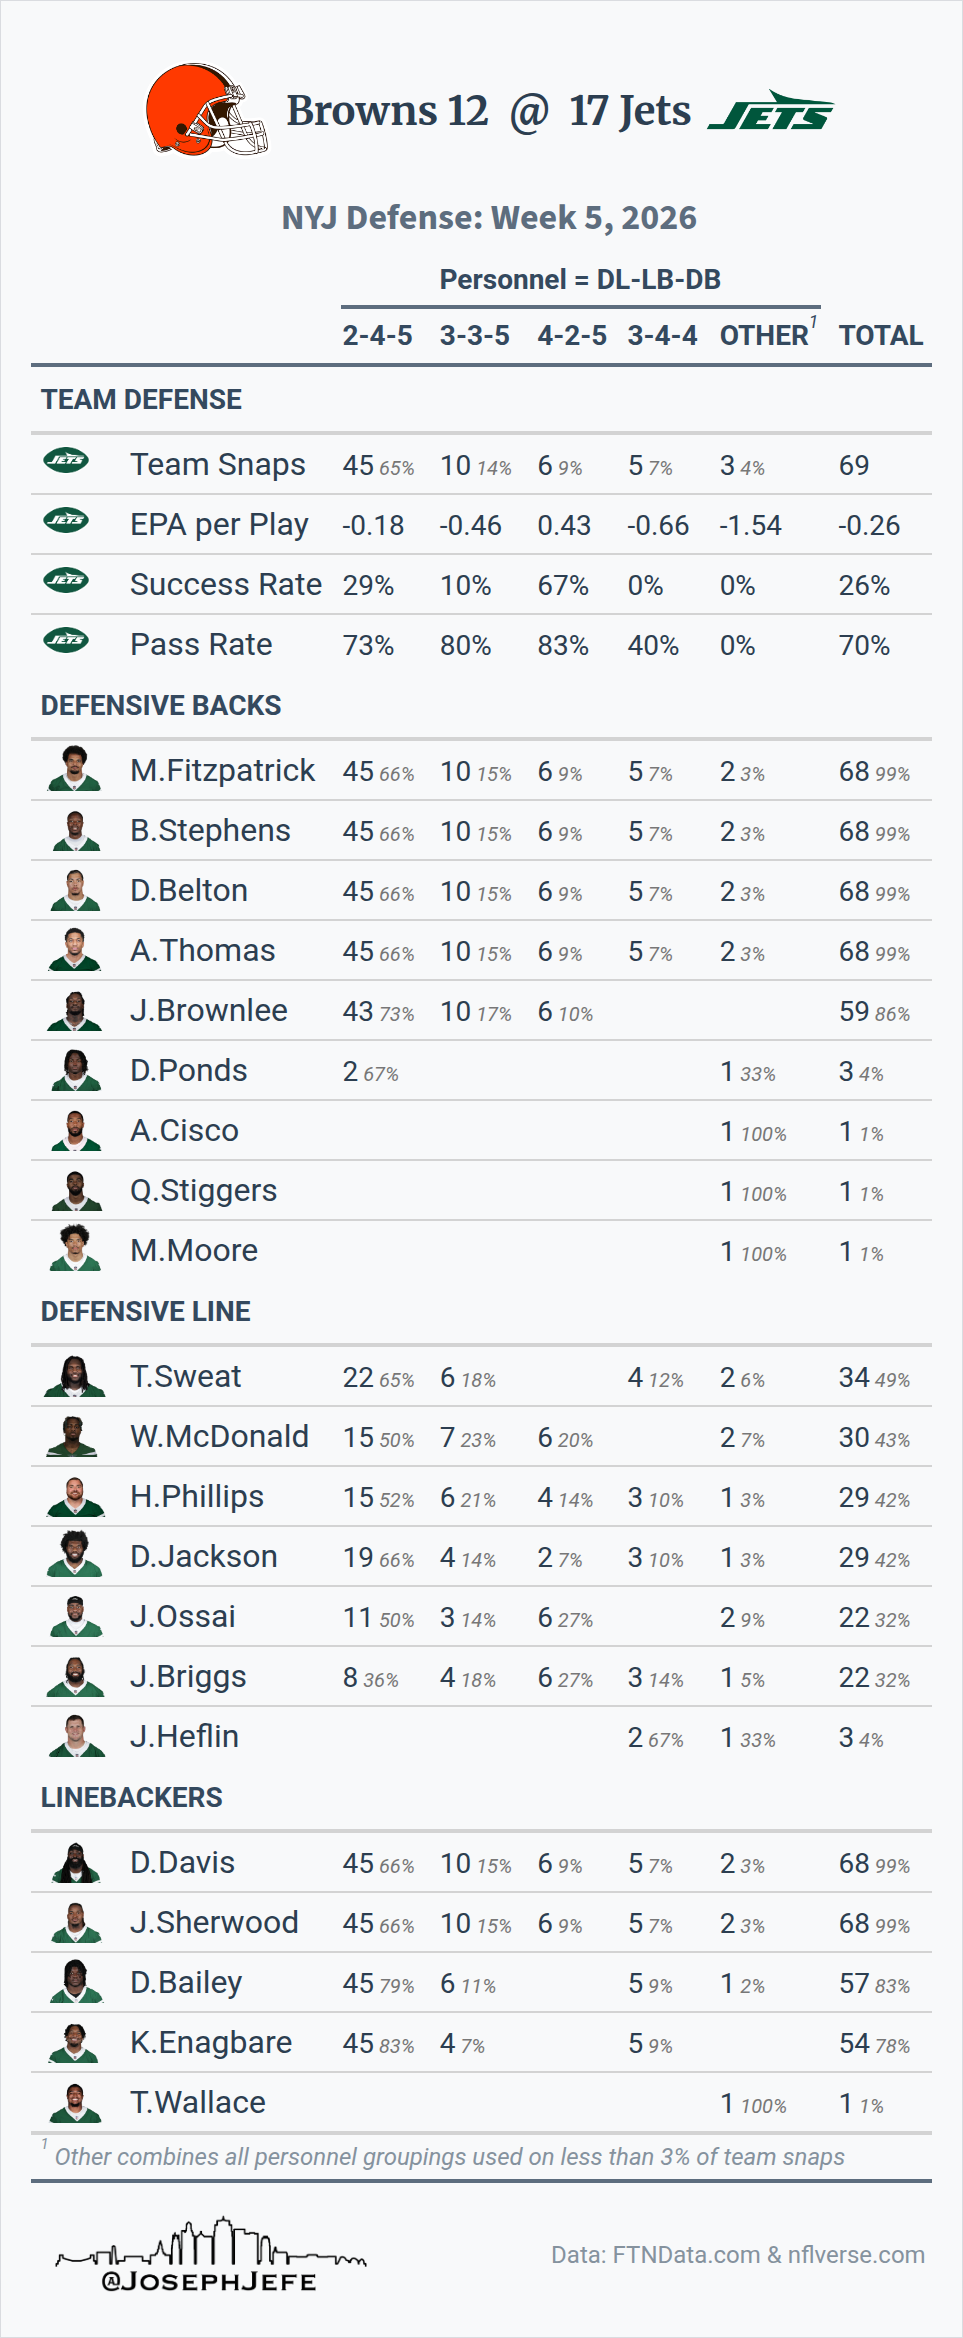 Browns 12 @ 17 Jets JETS
NYJ Defense: Week 5, 2026
Personnel = DL-LB-DB
2-4-5 3-3-5 4-2-5 3-4-4 OTHER1 TOTAL
TEAM DEFENSE
JETS Team Snaps 45 65% 10 14% 6 9% 5 7% 3 4% 69
JETS EPA per Play -0.18 -0.46 0.43 -0.66 -1.54 -0.26
JETS Success Rate 29% 10% 67% 0% 0% 26%
JETS Pass Rate 73% 80% 83% 40% 0% 70%
DEFENSIVE BACKS
M.Fitzpatrick 45 66% 10 15% 6 9% 5 7% 2 3% 68 99%
B.Stephens 45 66% 10 15% 6 9% 5 7% 2 3% 68 99%
D.Belton 45 66% 10 15% 6 9% 5 7% 2 3% 68 99%
A.Thomas 45 66% 10 15% 6 9% 5 7% 2 3% 68 99%
J.Brownlee 43 73% 10 17% 6 10% 59 86%
D.Ponds 2 67% 1 33% 3 4%
A.Cisco 1 100% 1 1%
Q.Stiggers 1 100% 1 1%
M.Moore 1 100% 1 1%
DEFENSIVE LINE
T.Sweat 22 65% 6 18% 4 12% 2 6% 34 49%
W.McDonald 15 50% 7 23% 6 20% 2 7% 30 43%
H.Phillips 15 52% 6 21% 4 14% 3 10% 1 3% 29 42%
D.Jackson 19 66% 4 14% 2 7% 3 10% 1 3% 29 42%
J.Ossai 11 50% 3 14% 6 27% 2 9% 22 32%
J.Briggs 8 36% 4 18% 6 27% 3 14% 1 5% 22 32%
J.Heflin 2 67% 1 33% 3 4%
LINEBACKERS
D.Davis 45 66% 10 15% 6 9% 5 7% 2 3% 68 99%
J.Sherwood 45 66% 10 15% 6 9% 5 7% 2 3% 68 99%
D.Bailey 45 79% 6 11% 5 9% 1 2% 57 83%
K.Enagbare 45 83% 4 7% 5 9% 54 78%
T.Wallace 1 100% 1 1%
1 Other combines all personnel groupings used on less than 3% of team snaps
@JOSEPHJEFE
Data: FTNData.com & nflverse.com